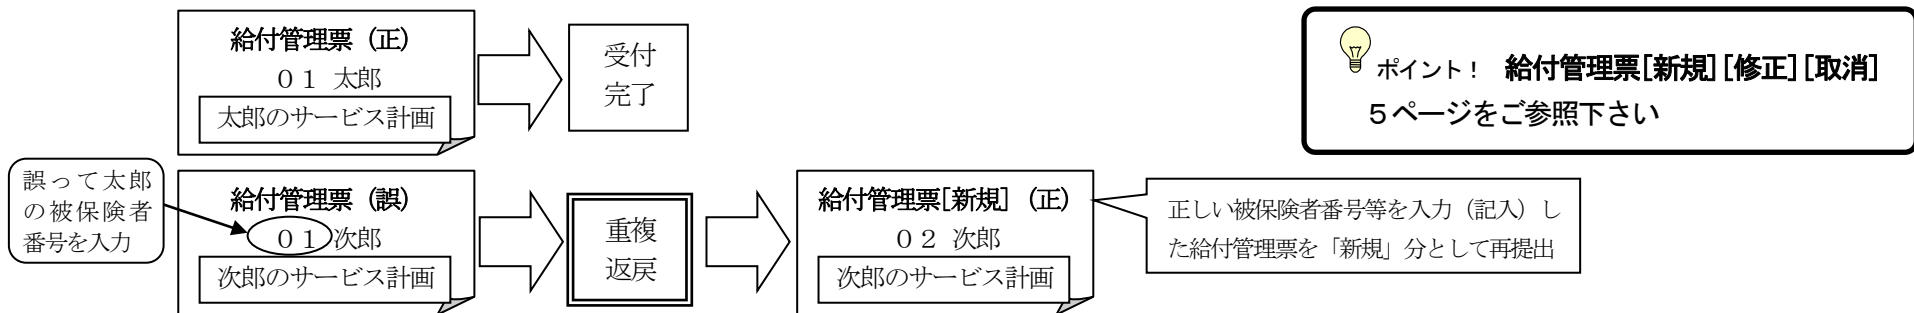 給付管理票（正）
０１ 太郎
太郎のサービス計画
受付
完了
ポイント！ 給付管理票[新規][修正][取消]
５ページをご参照下さい
誤って太郎
の被保険者
番号を入力
給付管理票（誤）
０１ 次郎
次郎のサービス計画
重複
返戻
給付管理票[新規]（正）
０２ 次郎
次郎のサービス計画
正しい被保険者番号等を入力（記入）し
た給付管理票を「新規」分として再提出